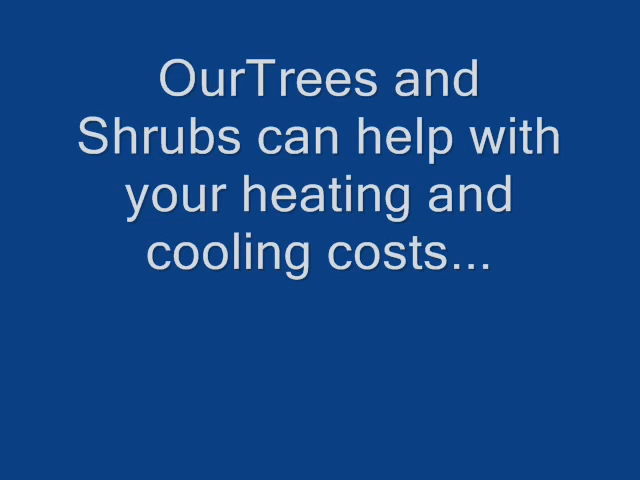 OurTrees and
Shrubs can help with
your heating and
cooling costs...